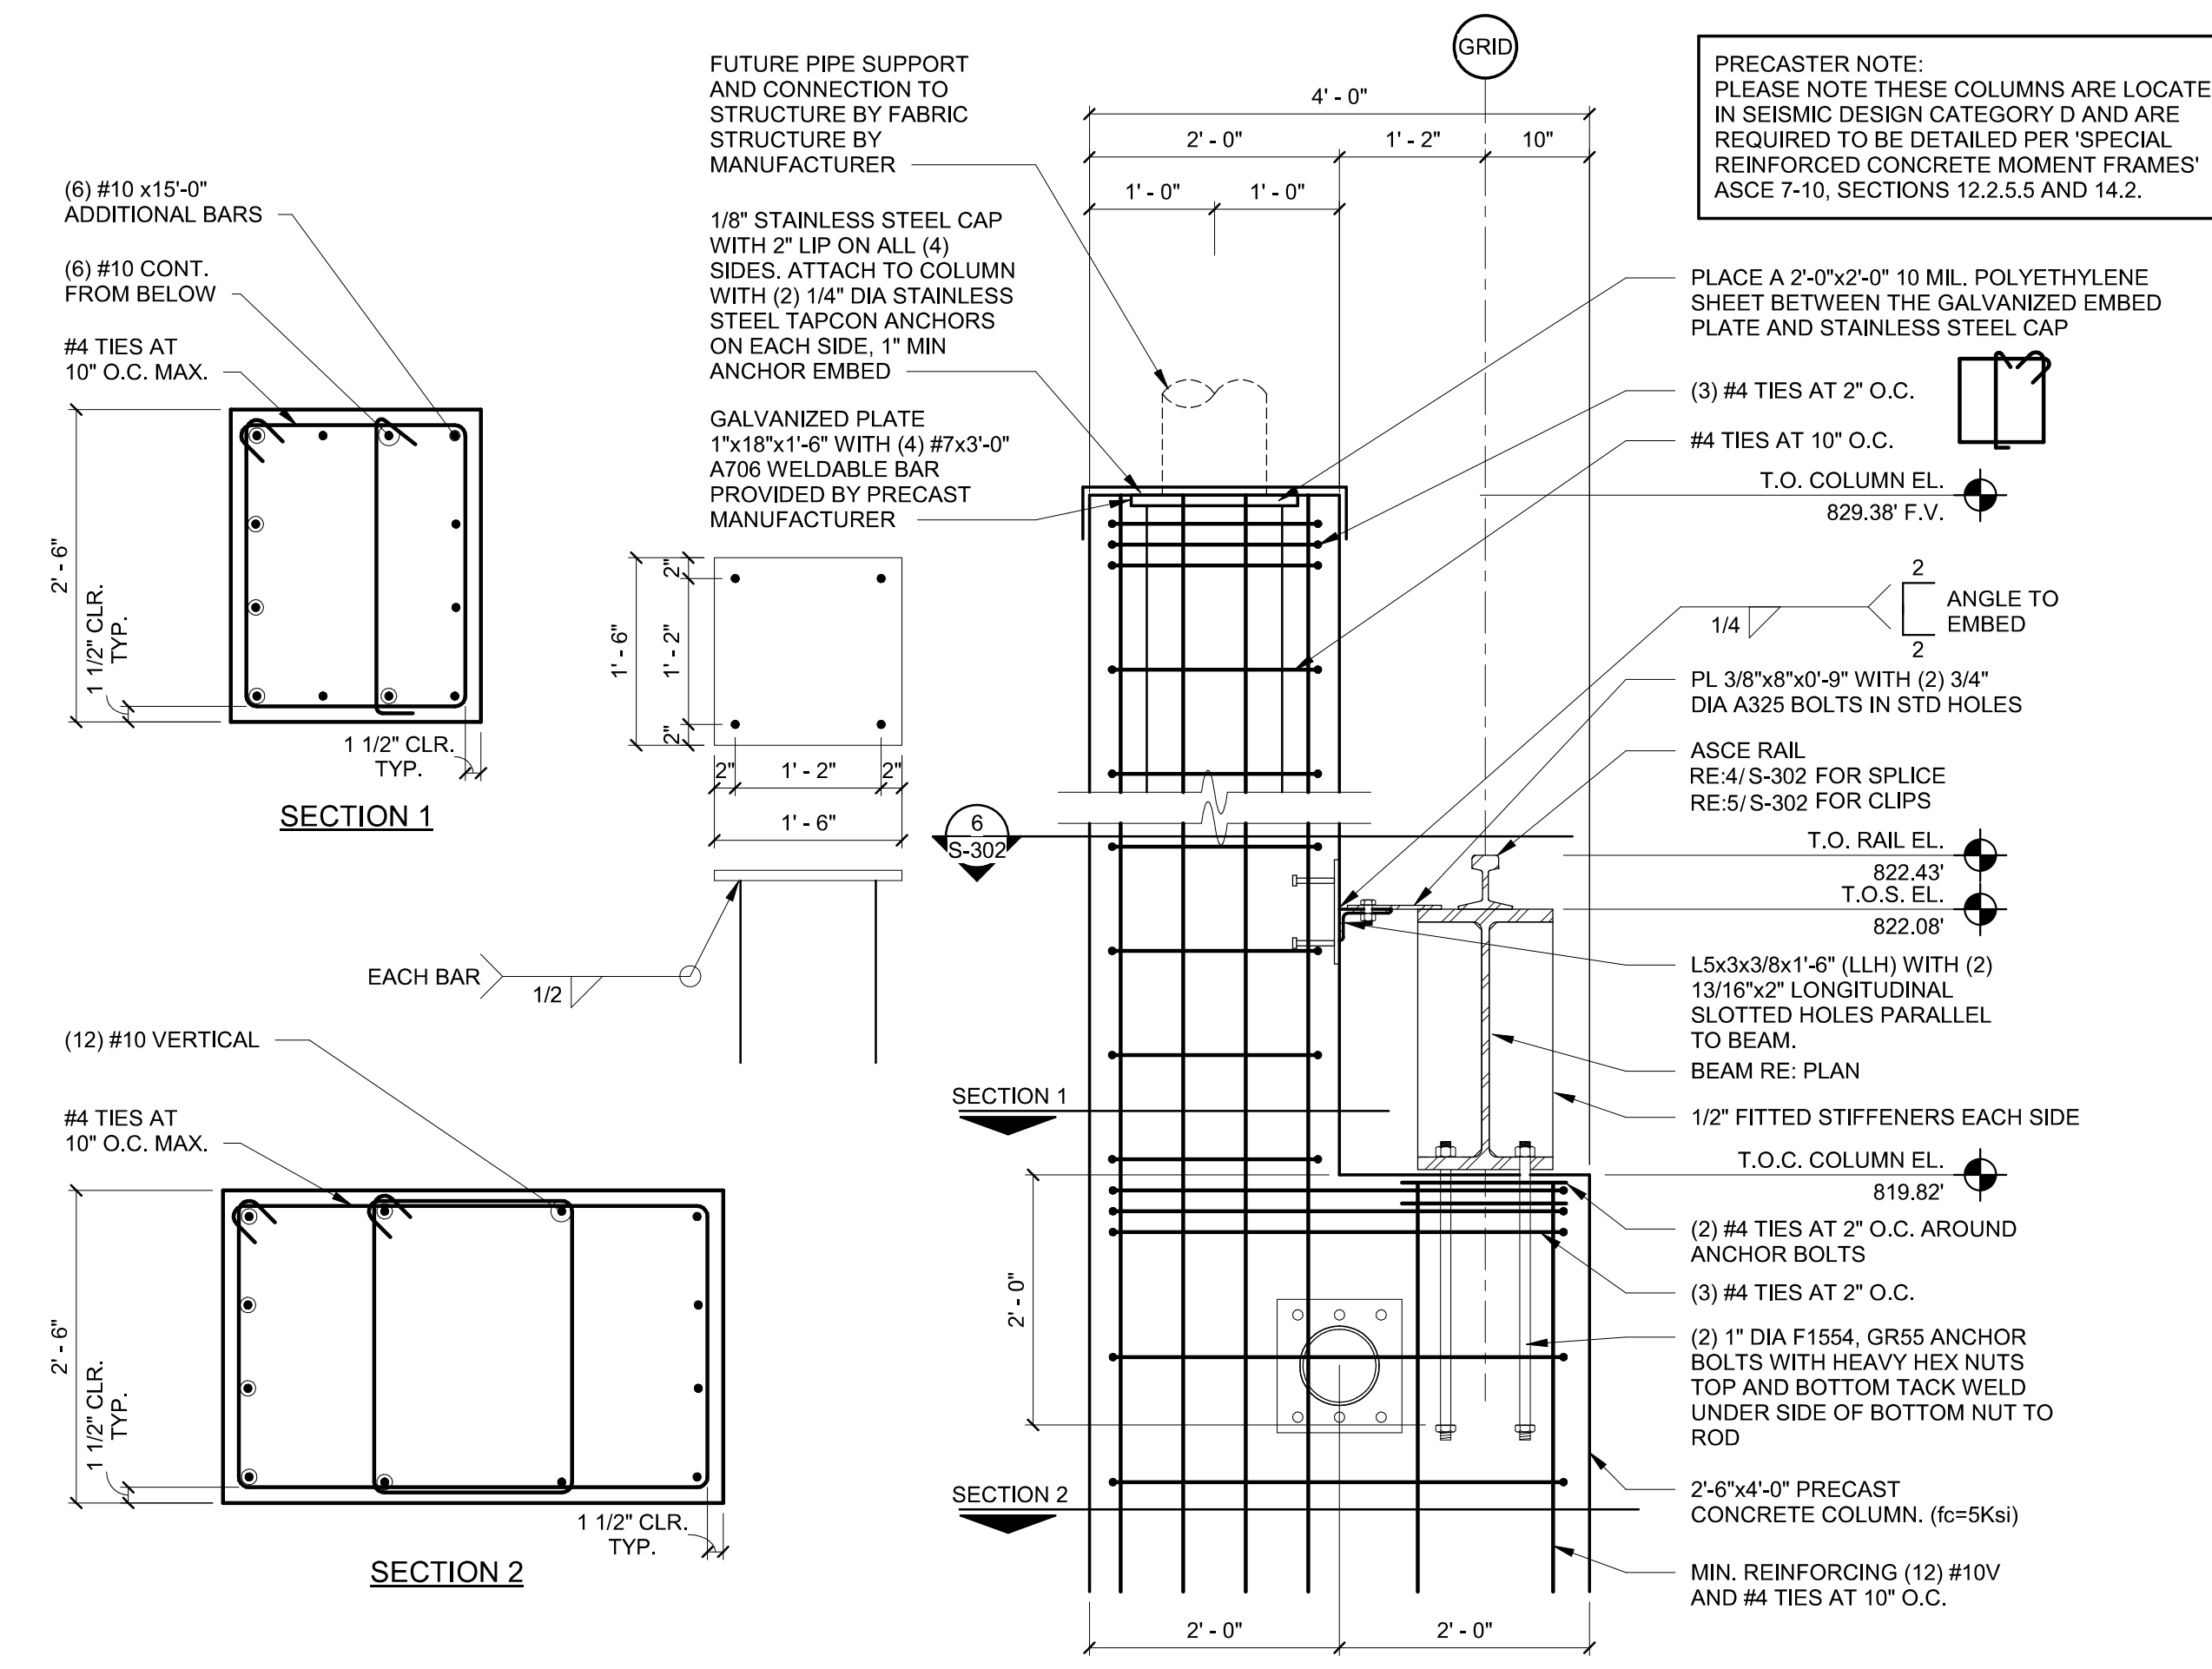 (6) #10 x15'-0"
ADDITIONAL BARS
(6) #10 CONT.
FROM BELOW
#4 TIES AT
10" O.C. MAX.
2' - 6"
1 1/2" CLR.
TYP.
1 1/2" CLR.
TYP.
SECTION 1
FUTURE PIPE SUPPORT
AND CONNECTION TO
STRUCTURE BY FABRIC
STRUCTURE BY
MANUFACTURER
1/8" STAINLESS STEEL CAP
WITH 2" LIP ON ALL (4)
SIDES. ATTACH TO COLUMN
WITH (2) 1/4" DIA STAINLESS
STEEL TAPCON ANCHORS
ON EACH SIDE, 1" MIN
ANCHOR EMBED
GALVANIZED PLATE
1"x18"x1'-6" WITH (4) #7x3'-0"
A706 WELDABLE BAR
PROVIDED BY PRECAST
MANUFACTURER
2"
1' - 6"
1' - 2"
2"
2"
1' - 2"
2"
1' - 6"
EACH BAR
1/2
(12) #10 VERTICAL
#4 TIES AT
10" O.C. MAX.
2' - 6"
1 1/2" CLR.
TYP.
1 1/2" CLR.
TYP.
SECTION 2
GRID
4' - 0"
2' - 0"
1' - 2"
10"
1' - 0"
1' - 0"
6
S-302
SECTION 1
2' - 0"
SECTION 2
2' - 0"
2' - 0"
PRECASTER NOTE:
PLEASE NOTE THESE COLUMNS ARE LOCATE
IN SEISMIC DESIGN CATEGORY D AND ARE
REQUIRED TO BE DETAILED PER 'SPECIAL
REINFORCED CONCRETE MOMENT FRAMES'
ASCE 7-10, SECTIONS 12.2.5.5 AND 14.2.
PLACE A 2'-0"x2'-0" 10 MIL. POLYETHYLENE
SHEET BETWEEN THE GALVANIZED EMBED
PLATE AND STAINLESS STEEL CAP
(3) #4 TIES AT 2" O.C.
#4 TIES AT 10" O.C.
T.O. COLUMN EL.
829.38' F.V.
2
1/4
ANGLE TO
EMBED
2
PL 3/8"x8"x0'-9" WITH (2) 3/4"
DIA A325 BOLTS IN STD HOLES
ASCE RAIL
RE:4/ S-302 FOR SPLICE
RE:5/ S-302 FOR CLIPS
T.O. RAIL EL.
822.43'
T.O.S. EL.
822.08'
L5x3x3/8x1'-6" (LLH) WITH (2)
13/16"x2" LONGITUDINAL
SLOTTED HOLES PARALLEL
TO BEAM.
BEAM RE: PLAN
1/2" FITTED STIFFENERS EACH SIDE
T.O.C. COLUMN EL.
819.82'
(2) #4 TIES AT 2" O.C. AROUND
ANCHOR BOLTS
(3) #4 TIES AT 2" O.C.
(2) 1" DIA F1554, GR55 ANCHOR
BOLTS WITH HEAVY HEX NUTS
TOP AND BOTTOM TACK WELD
UNDER SIDE OF BOTTOM NUT TO
ROD
2'-6"x4'-0" PRECAST
CONCRETE COLUMN. (fc=5Ksi)
MIN. REINFORCING (12) #10V
AND #4 TIES AT 10" O.C.